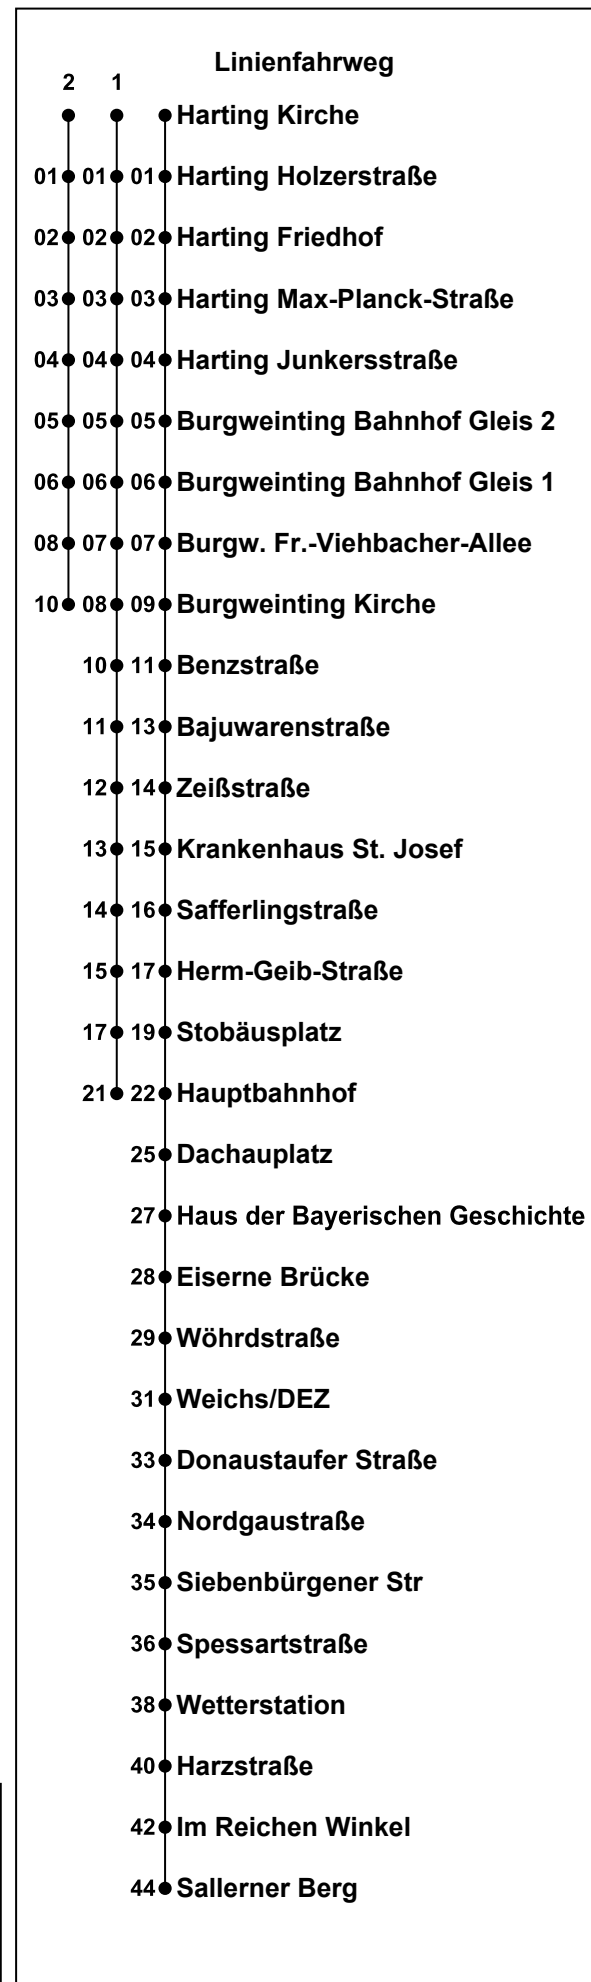 Linienfahrweg
2 1
Harting Kirche
01 01 01 Harting Holzerstraße
02 02 02 Harting Friedhof
03 03 03 Harting Max-Planck-Straße
04 04 04 Harting Junkersstraße
05 05 05 Burgweinting Bahnhof Gleis 2
06 06 06 Burgweinting Bahnhof Gleis 1
08 07 07 Burgw. Fr.-Viehbacher-Allee
10 08 09 Burgweinting Kirche
10 11 Benzstraße
11 13 Bajuwarenstraße
12 14 Zeißstraße
13 15 Krankenhaus St. Josef
14 16 Safferlingstraße
15 17 Herm-Geib-Straße
17 19 Stobäusplatz
21 22 Hauptbahnhof
25 Dachauplatz
27 Haus der Bayerischen Geschichte
28 Eiserne Brücke
29 Wöhrdstraße
31 Weichs/DEZ
33 Donaustaufer Straße
34 Nordgaustraße
35 Siebenbürgener Str
36 Spessartstraße
38 Wetterstation
40 Harzstraße
42 Im Reichen Winkel
44 Sallerner Berg